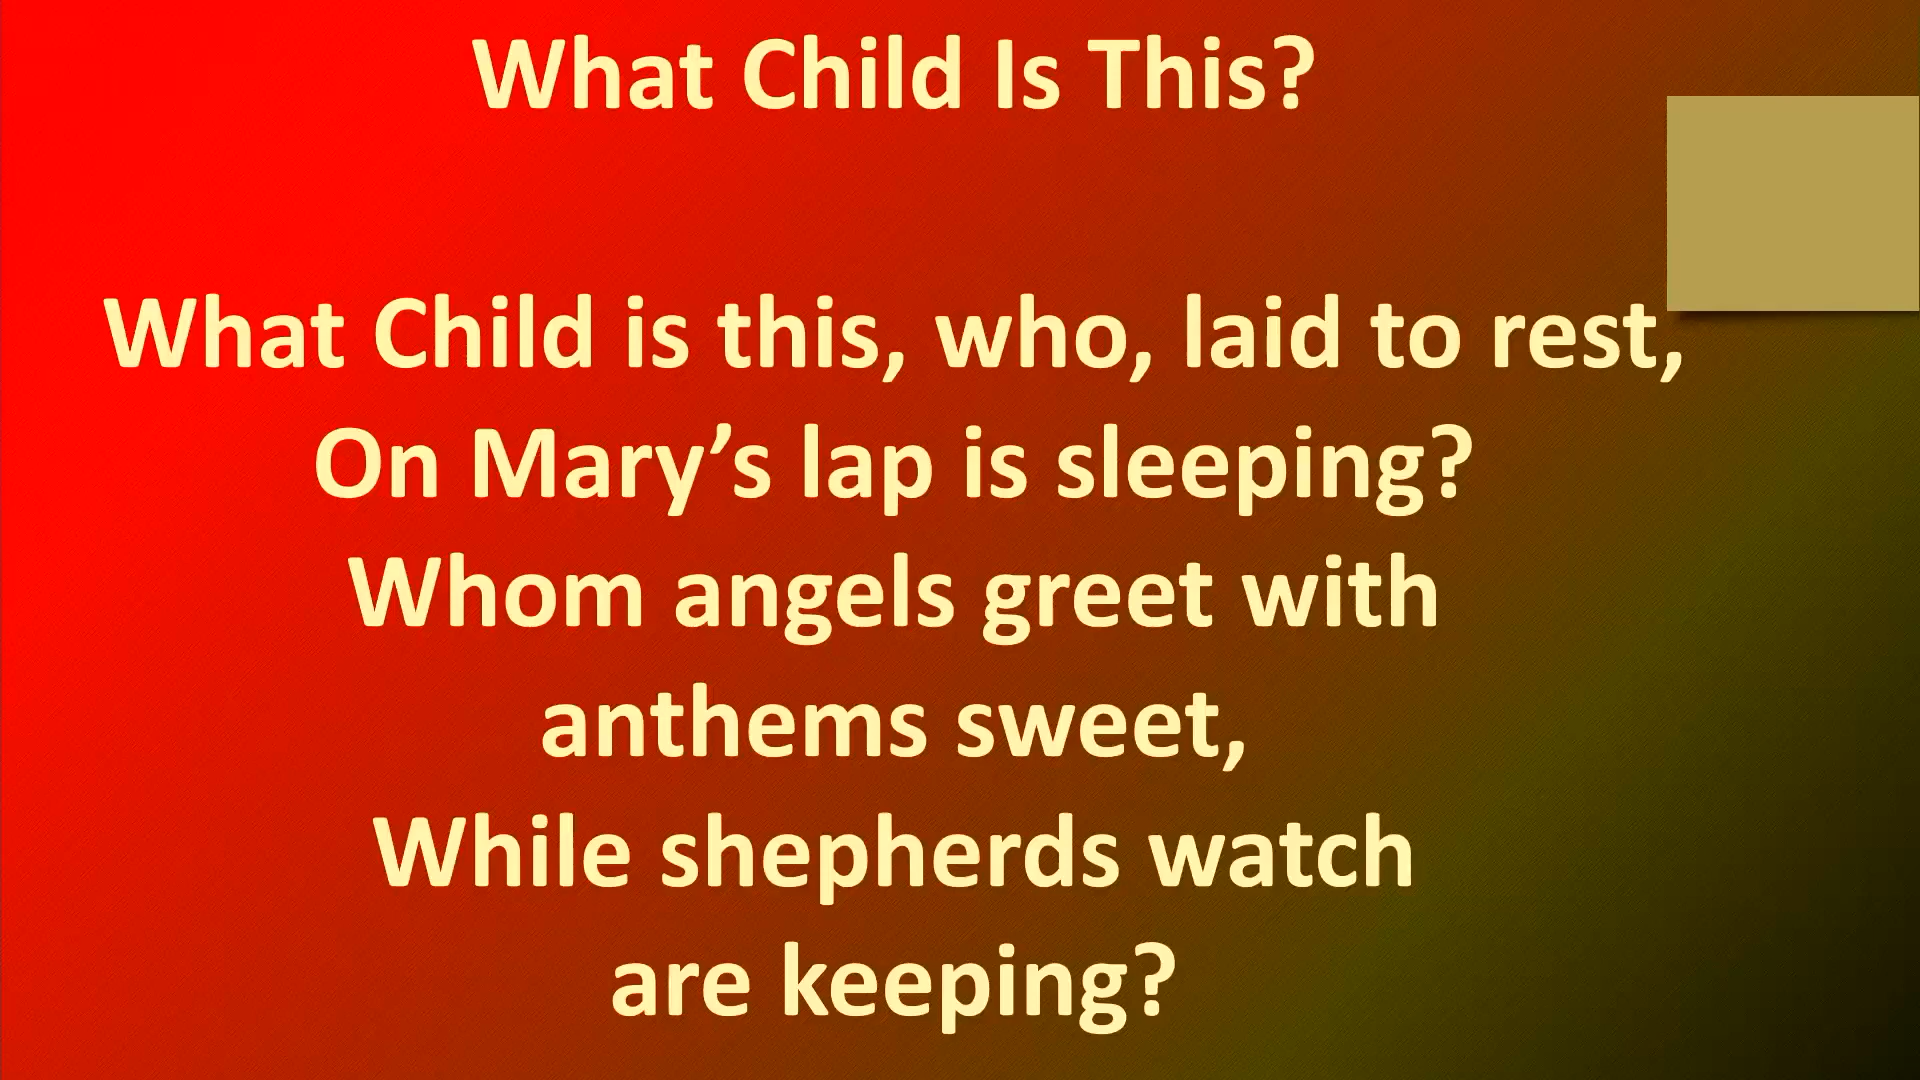 What Child Is This?
What Child is this, who, laid to rest,
On Mary’s lap is sleeping?
Whom angels greet with
anthems sweet,
While shepherds watch
are keeping?